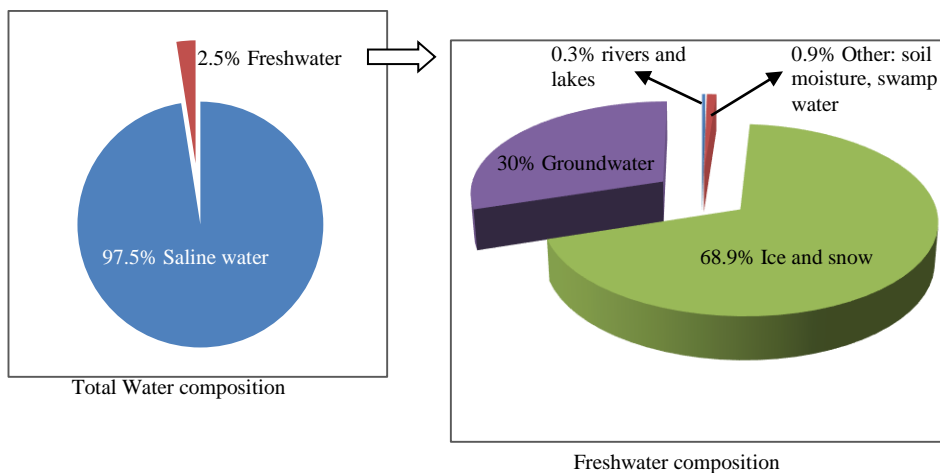 2.5% Freshwater
97.5% Saline water
Total Water composition
0.3% rivers and
lakes
0.9% Other: soil
moisture, swamp
water
30% Groundwater
68.9% Ice and snow
Freshwater composition